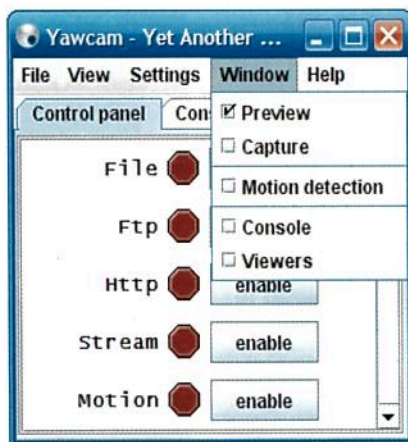 Yawcam - Yet Another ...
File View Settings Window Help
Control panel Con
Preview
Capture
Motion detection
Console
Viewers
File
Ftp
Http enable
Stream enable
Motion enable